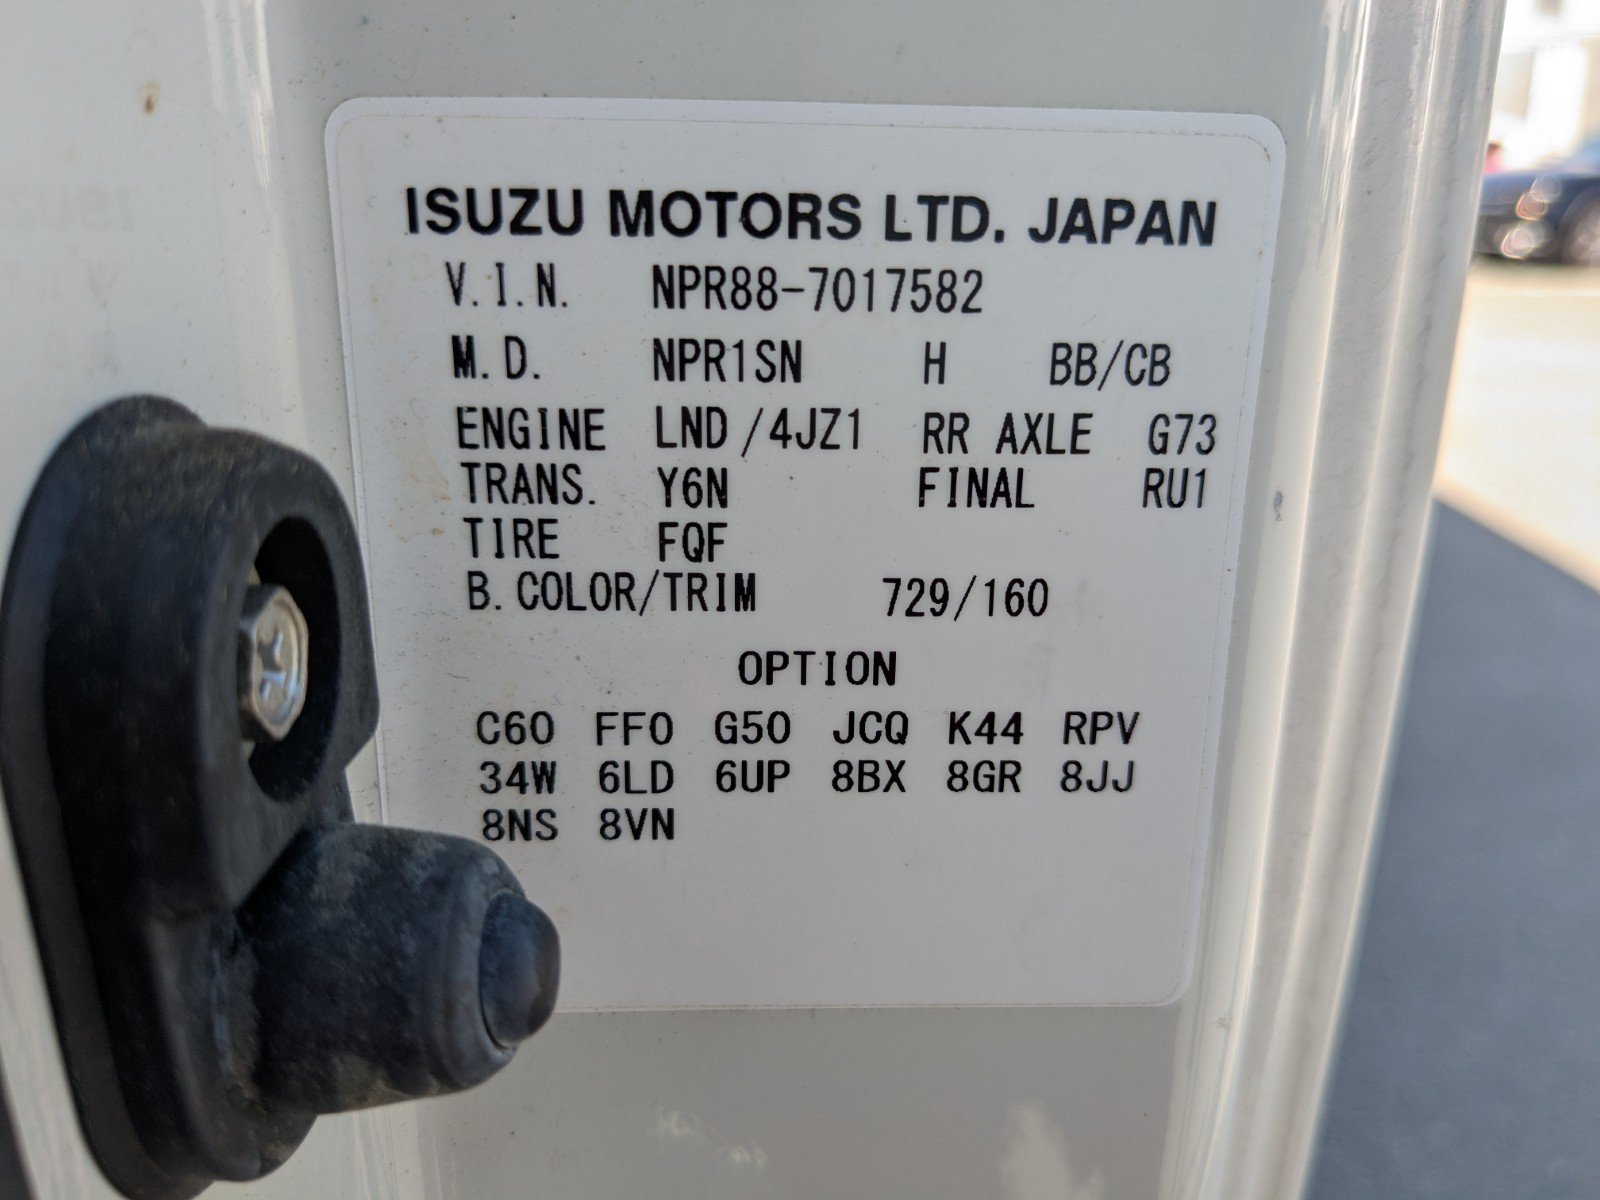 ISUZU MOTORS LTD. JAPAN
V.I.N. NPR88-7017582
M.D. NPR1SN H BB/CB
ENGINE LND/4JZ1 RR AXLE G73
TRANS. Y6N FINAL RU1
TIRE FQF
B.COLOR/TRIM 729/160
OPTION
C60 FF0 G50 JCQ K44 RPV
34W 6LD 6UP 8BX 8GR 8JJ
8NS 8VN